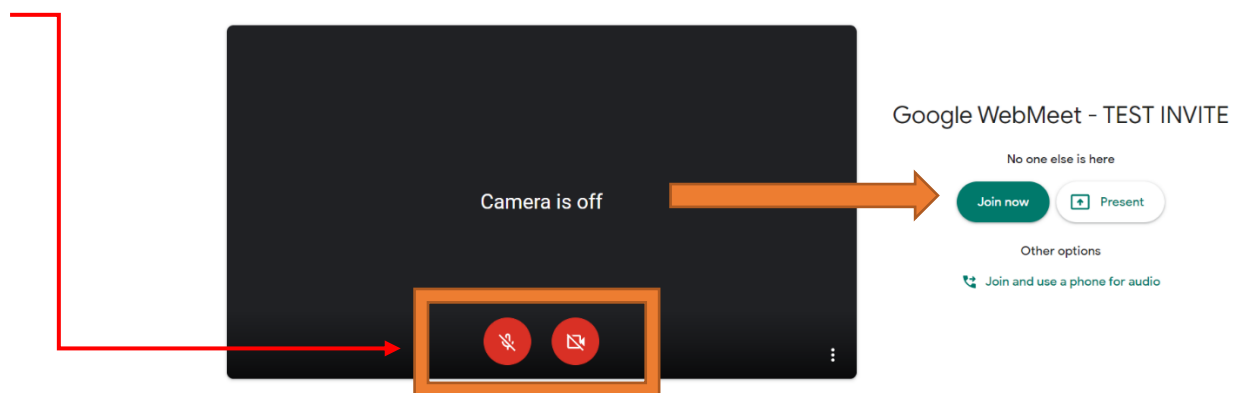 Camera is off
Google WebMeet - TEST INVITE
No one else is here
Join now
Present
Other options
Join and use a phone for audio